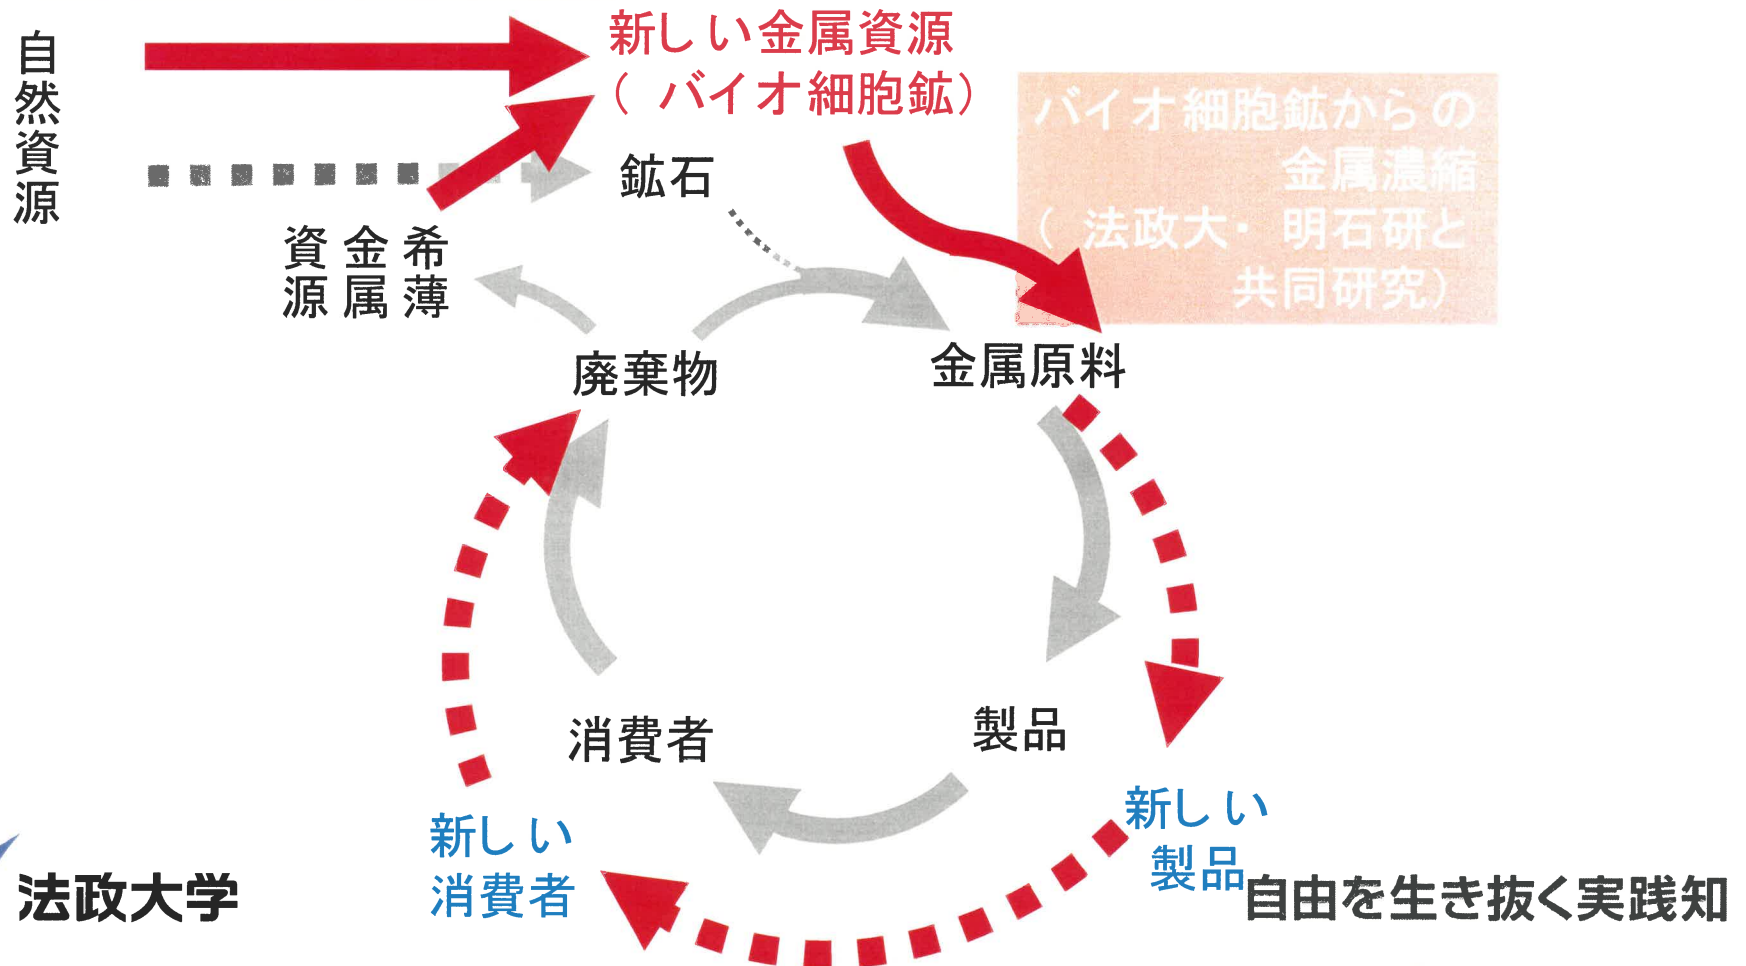 自然資源
新しい金属資源
(バイオ細胞鉱)
バイオ細胞鉱からの
金属濃縮
(法政大・明石研と
共同研究)
鉱石
希薄
金属
資源
廃棄物
金属原料
消費者
製品
新しい
製品
新しい
消費者
法政大学
自由を生き抜く実践知